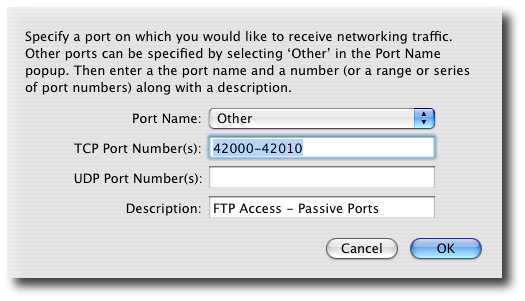 Specify a port on which you would like to receive networking traffic.
Other ports can be specified by selecting ‘Other’ in the Port Name
popup. Then enter a the port name and a number (or a range or series
of port numbers) along with a description.
Port Name: Other
TCP Port Number(s): 42000-42010
UDP Port Number(s):
Description: FTP Access - Passive Ports
Cancel OK